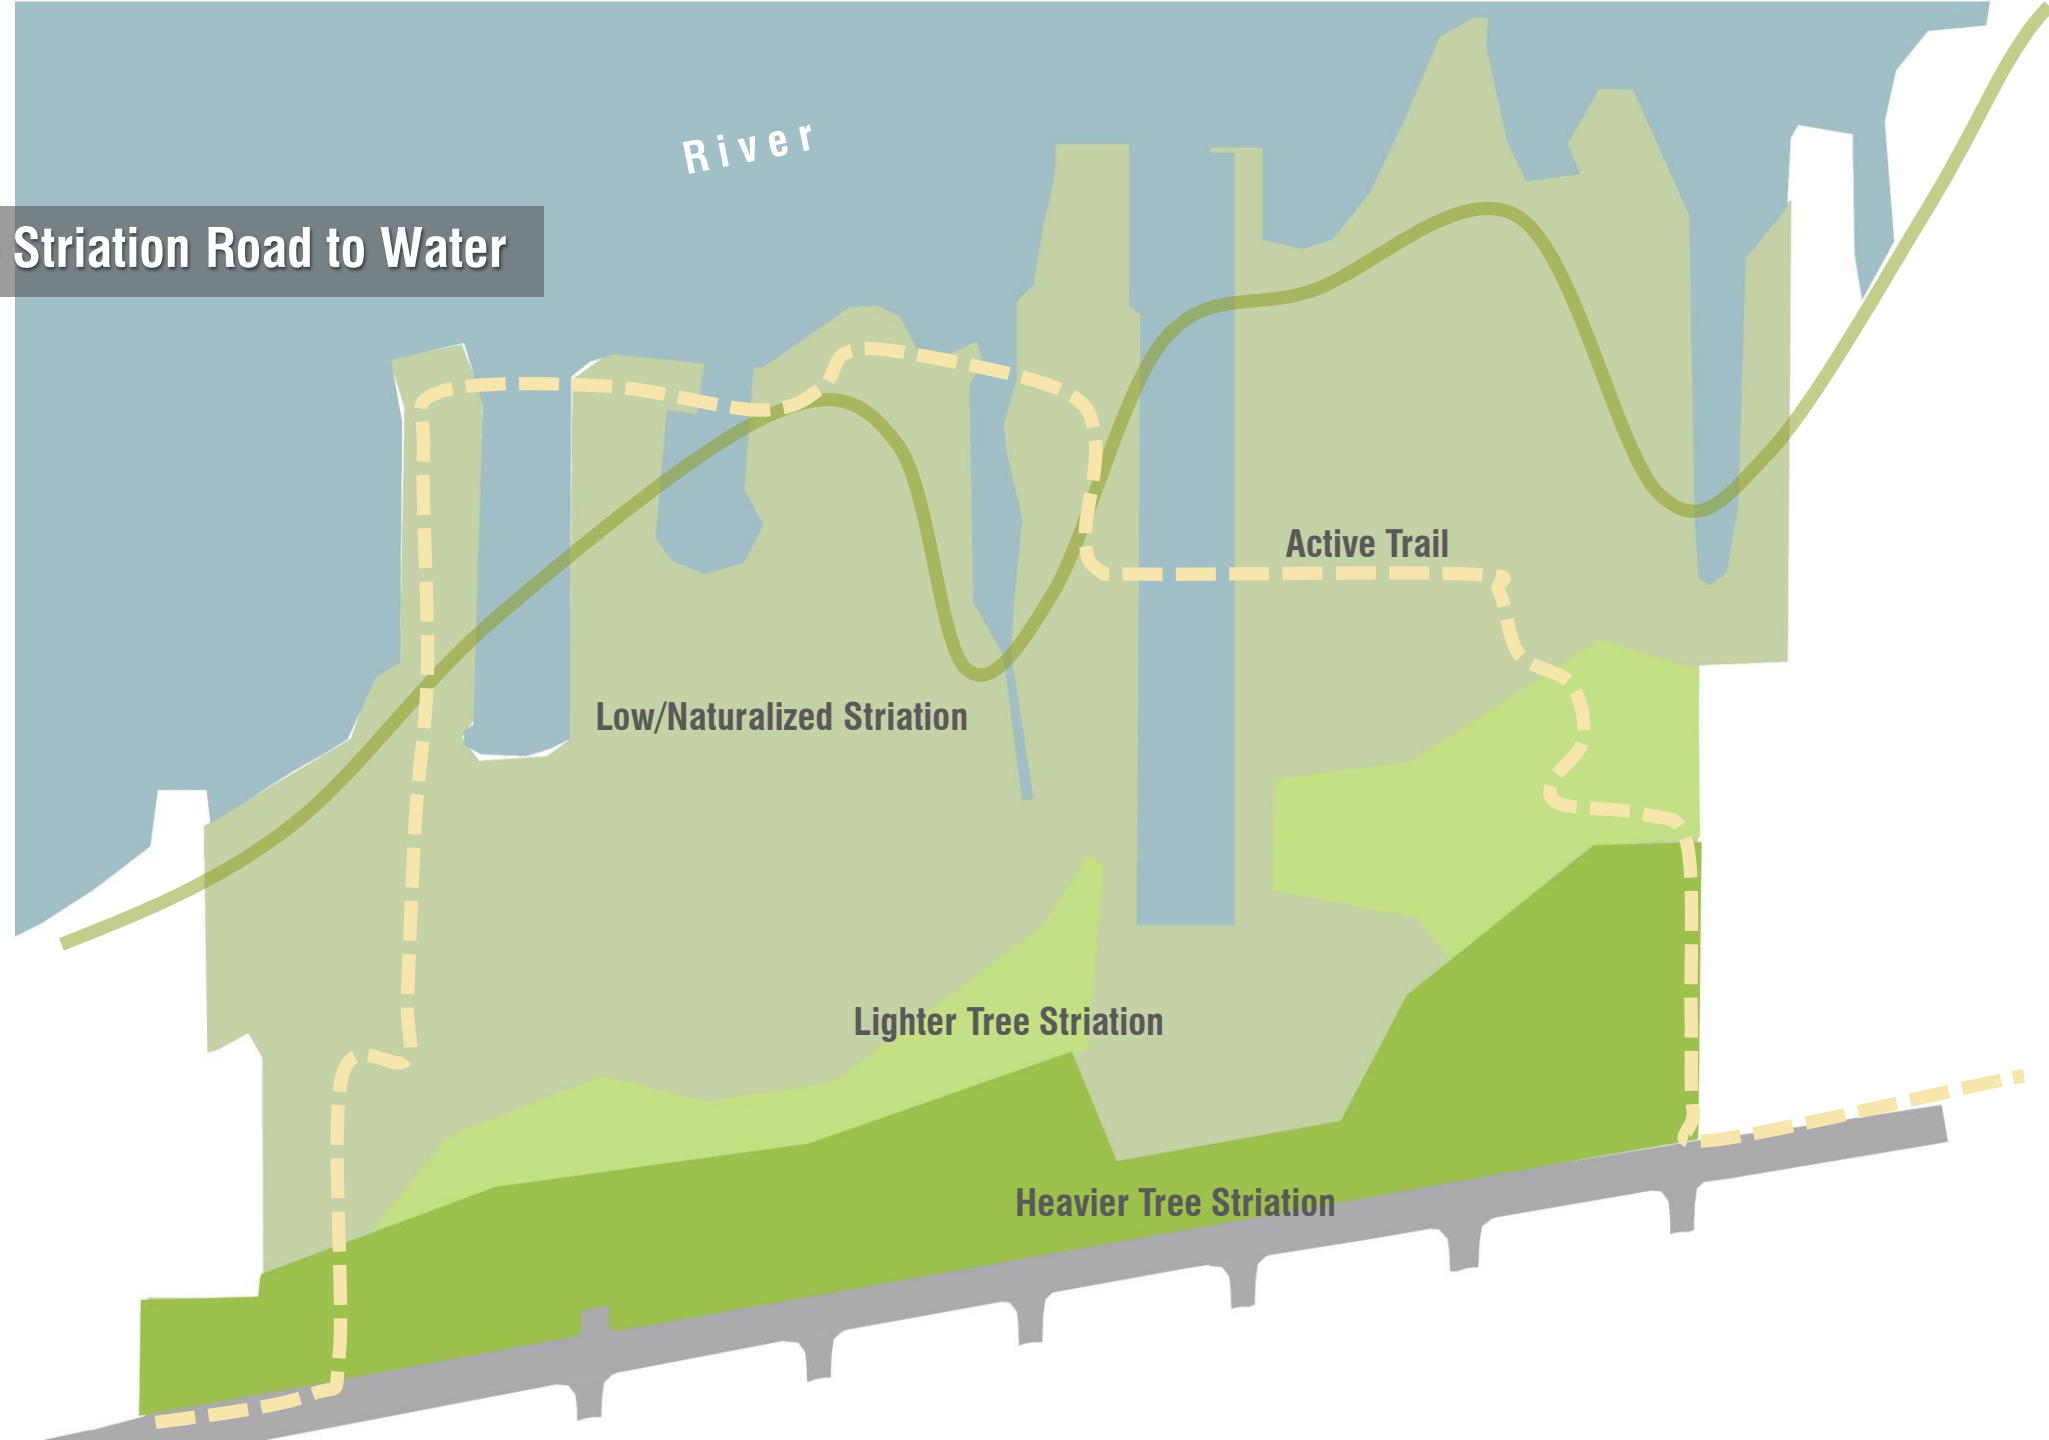 River
Striation Road to Water
Active Trail
Low/Naturalized Striation
Lighter Tree Striation
Heavier Tree Striation